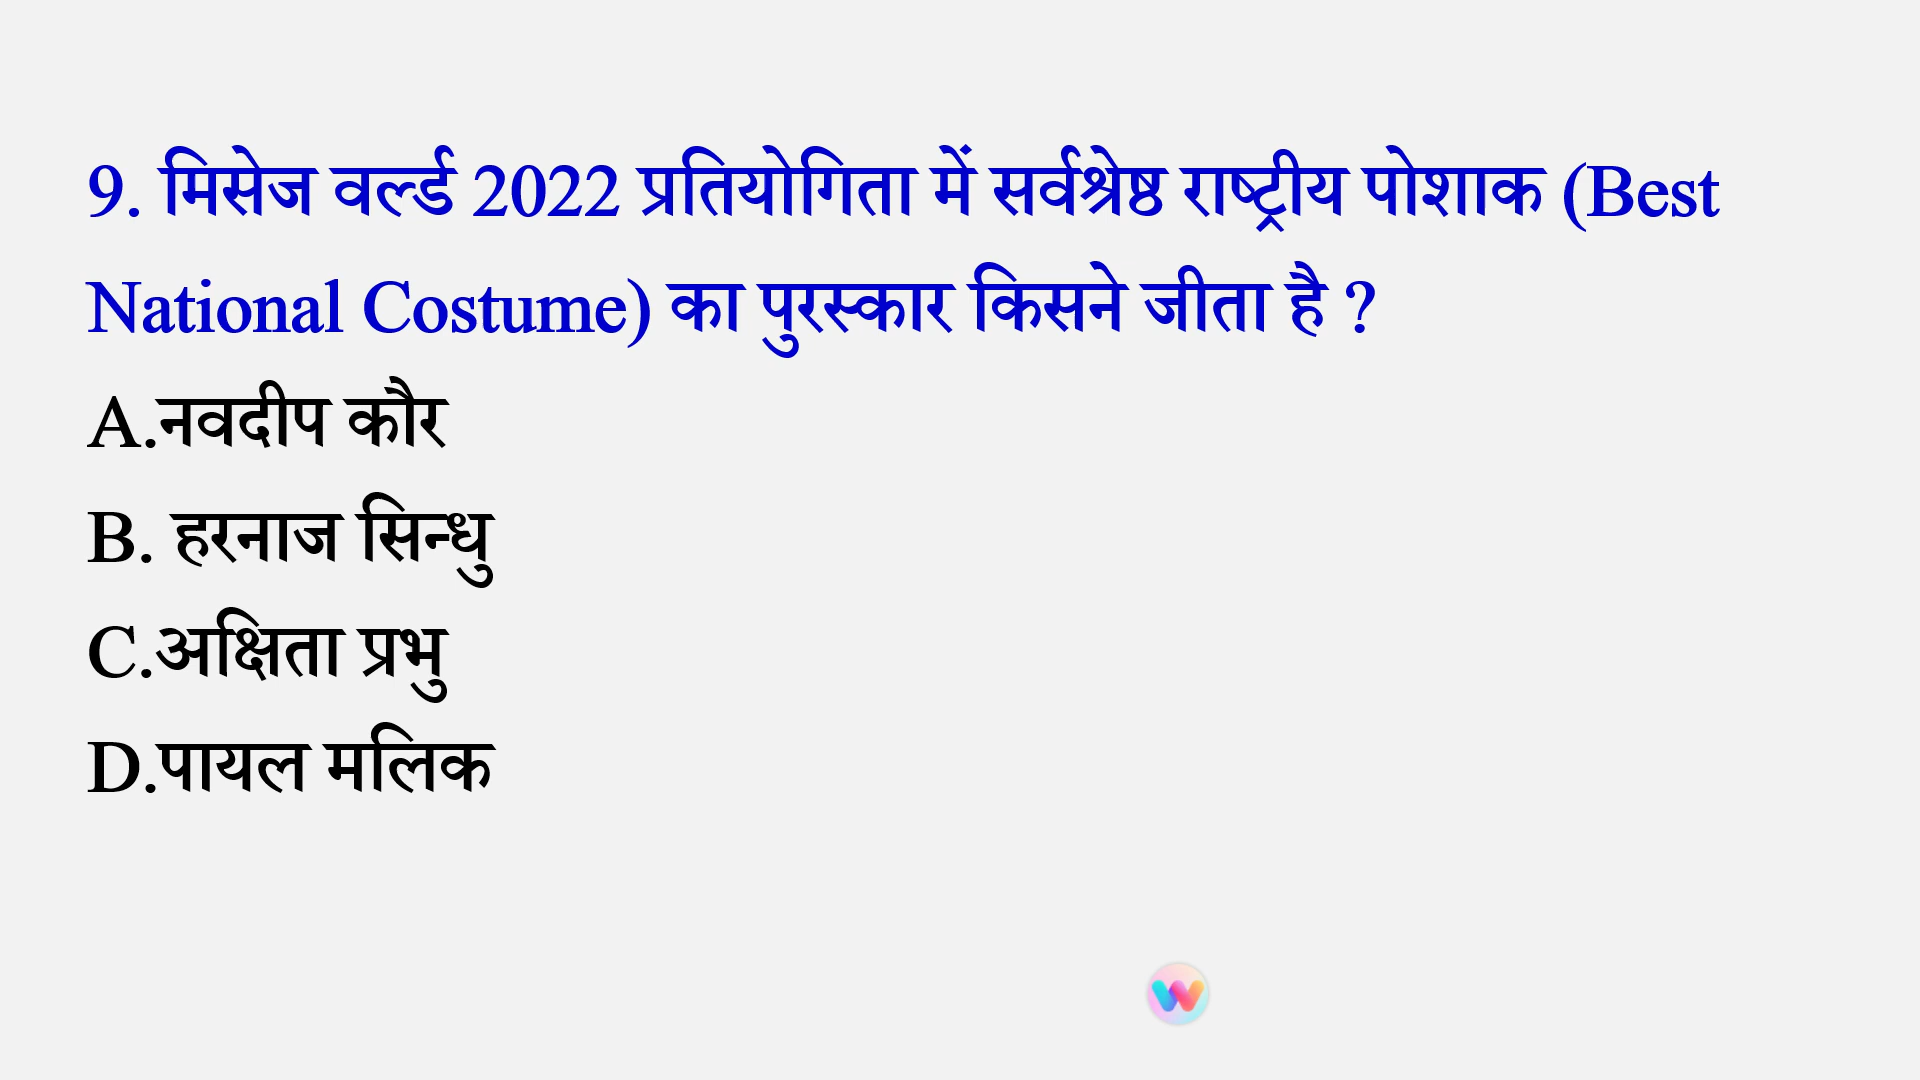 9. मिसेज वर्ल्ड 2022 प्रतियोगिता में सर्वश्रेष्ठ राष्ट्रीय पोशाक (Best
National Costume) का पुरस्कार किसने जीता है ?
A.नवदीप कौर
B. हरनाज सिन्धु
C.अक्षिता प्रभु
D.पायल मलिक